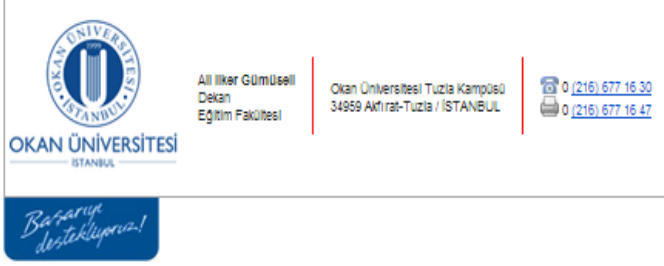 OKAN ÜNİVERSİTESİ
1999
İSTANBUL
OKAN ÜNİVERSİTESİ
İSTANBUL
Ali İlker Gümüşeli
Dekan
Eğitim Fakültesi
Okan Üniversitesi Tuzla Kampüsü
34959 Akfırat-Tuzla / İSTANBUL
0 (216) 677 16 30
0 (216) 677 16 47
Başarıyı
destekliyoruz!